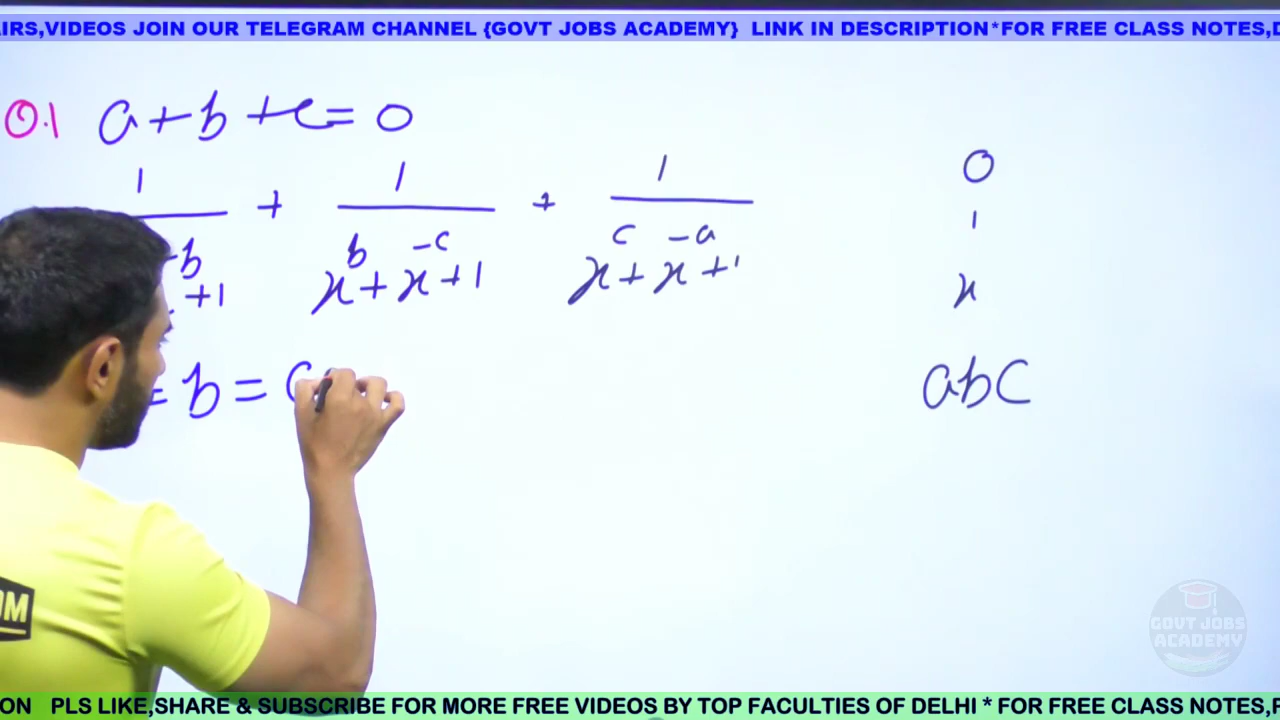 IRS,VIDEOS JOIN OUR TELEGRAM CHANNEL {GOVT JOBS ACADEMY} LINK IN DESCRIPTION*FOR FREE CLASS NOTES,
Q.1 a+b+c=0
1 + 1 + 1
-b b -c c -a
+1 x+x+1 x+x+1
= b = c
0
1
x
abc
GOVT JOBS
ACADEMY
ON PLS LIKE,SHARE & SUBSCRIBE FOR MORE FREE VIDEOS BY TOP FACULTIES OF DELHI * FOR FREE CLASS NOTES,